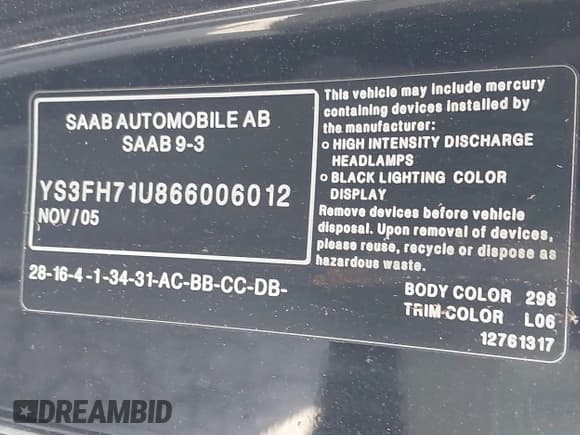 SAAB AUTOMOBILE AB
SAAB 9-3
YS3FH71U866006012
NOV/05
28-16-4 -1-34-31-AC-BB-CC-DB-
This vehicle may include mercury
containing devices installed by
the manufacturer:
o HIGH INTENSITY DISCHARGE
HEADLAMPS
o BLACK LIGHTING COLOR
DISPLAY
Remove devices before vehicle
disposal. Upon removal of devices,
please reuse, recycle or dispose as
hazardous waste.
BODY COLOR 298
TRIM COLOR L06
12761317
DREAMBID